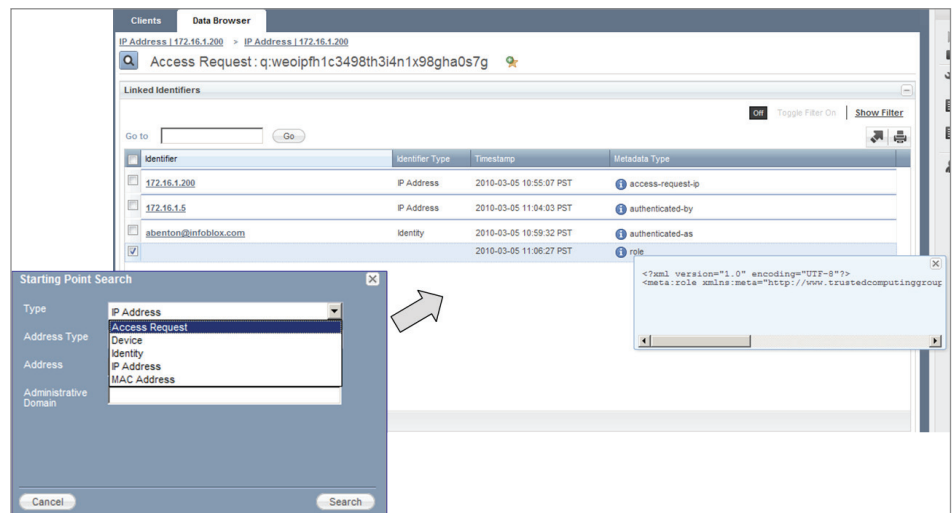 Clients Data Browser
IP Address | 172.16.1.200 > IP Address | 172.16.1.200
Access Request: q:weoipfh1c3498th3i4n1x98gha0s7g
Linked Identifiers
Off Toggle Filter On Show Filter
Go to Go
Identifier Identifier Type Timestamp Metadata Type
172.16.1.200 IP Address 2010-03-05 10:55:07 PST access-request-ip
172.16.1.5 IP Address 2010-03-05 11:04:03 PST authenticated-by
abenton@infoblox.com Identity 2010-03-05 10:59:32 PST authenticated-as
2010-03-05 11:06:27 PST role
<?xml version="1.0" encoding="UTF-8"?>
<meta:role xmlns:meta="http://www.trustedcomputinggroup
Starting Point Search
Type IP Address
Access Request
Device
Identity
IP Address
MAC Address
Address Type
Address
Administrative
Domain
Cancel Search